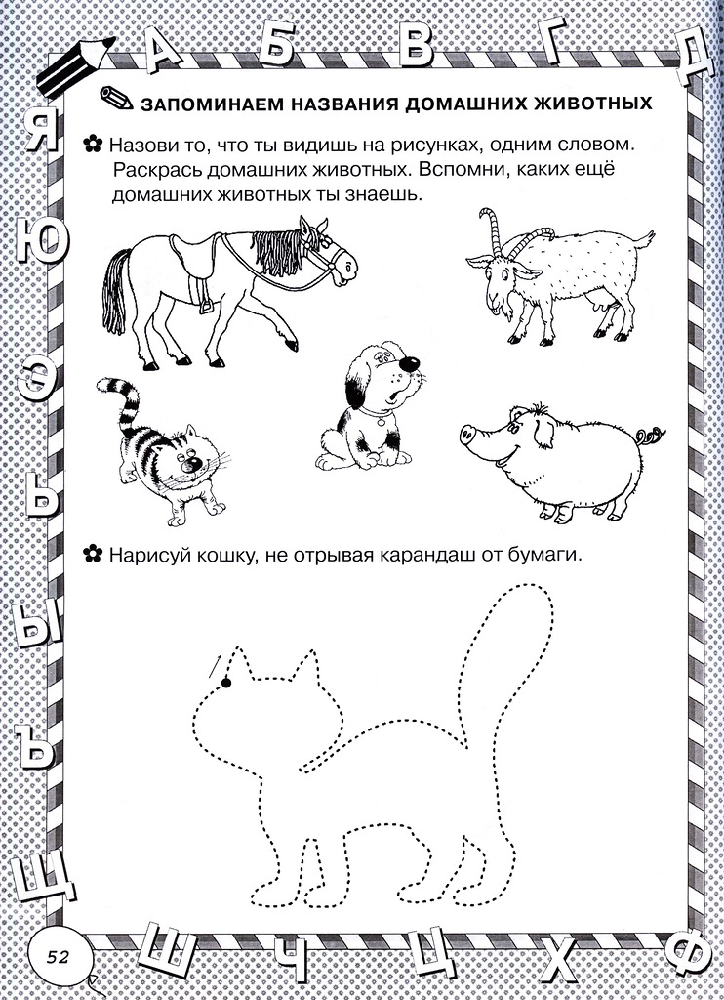 А Б В Г Д
ЗАПОМИНАЕМ НАЗВАНИЯ ДОМАШНИХ ЖИВОТНЫХ
Назови то, что ты видишь на рисунках, одним словом.
Раскрась домашних животных. Вспомни, каких ещё
домашних животных ты знаешь.
Нарисуй кошку, не отрывая карандаш от бумаги.
Я
Ю
Э
Ь
Ы
Ъ
Щ
Ш Ч Ц Х Ф
52